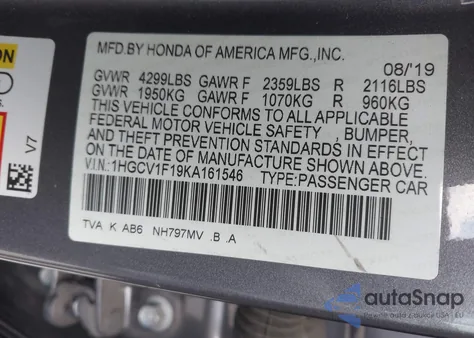 MFD.BY HONDA OF AMERICA MFG.,INC.
08/'19
GVWR 4299LBS GAWR F 2359LBS R 2116LBS
GVWR 1950KG GAWR F 1070KG R 960KG
THIS VEHICLE CONFORMS TO ALL APPLICABLE
FEDERAL MOTOR VEHICLE SAFETY , BUMPER,
AND THEFT PREVENTION STANDARDS IN EFFECT
ON THE DATE OF MANUFACTURE SHOWN ABOVE.
V.I.N.:1HGCV1F19KA161546 TYPE:PASSENGER CAR
TVA K AB6 NH797MV .B .A
ON
V7
autoSnap